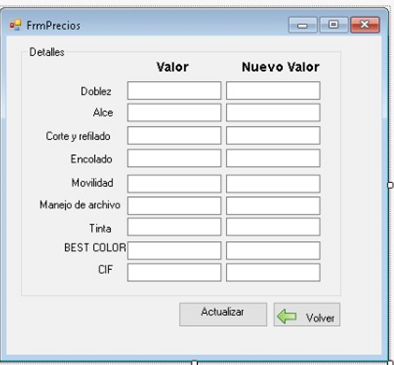 FrmPrecios
Detalles
Valor Nuevo Valor
Doblez
Alce
Corte y refilado
Encolado
Movilidad
Manejo de archivo
Tinta
BEST COLOR
CIF
Actualizar Volver